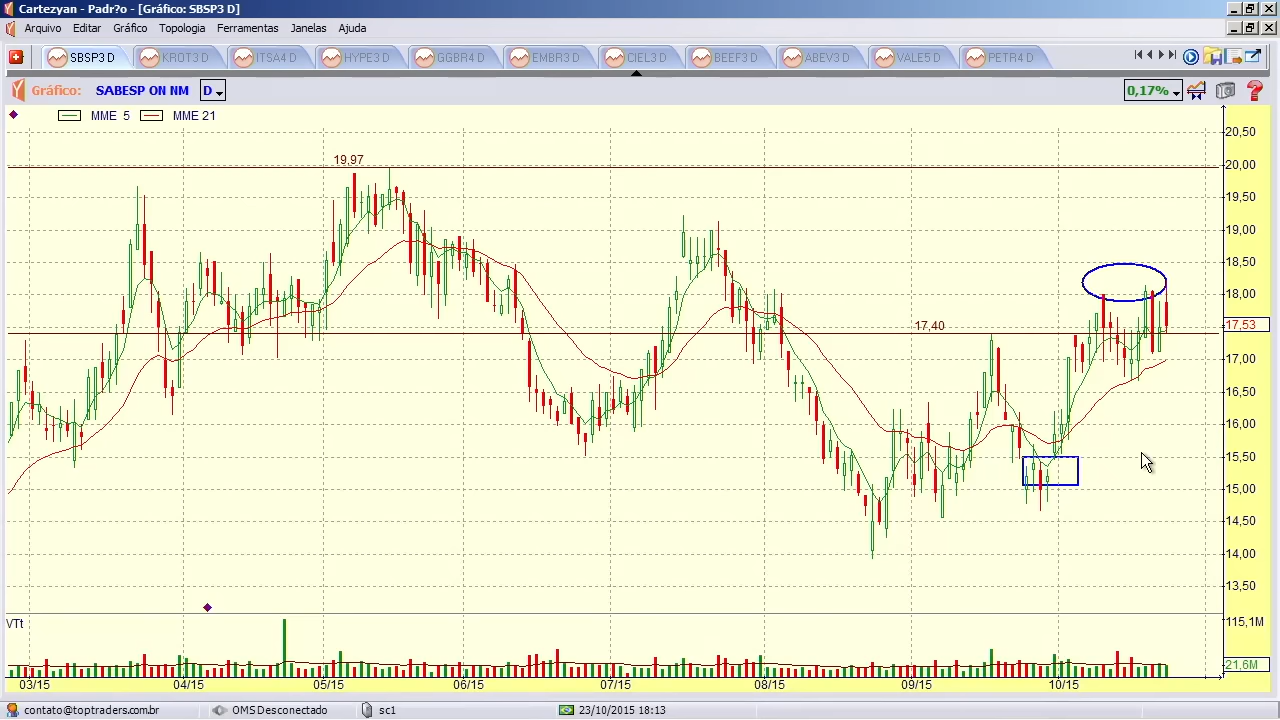 Cartezyan - Padr?o - [Gráfico: SBSP3 D]
Arquivo Editar Gráfico Topologia Ferramentas Janelas Ajuda
SBSP3 D KROT3 D ITSA4 D HYPE3 D GGBR4 D EMBR3 D CIEL3 D BEEF3 D ABEV3 D VALE5 D PETR4 D
Gráfico: SABESP ON NM D 0,17%
MME 5 MME 21
20,50
19,97
20,00
19,50
19,00
18,50
18,00
17,40
17,53
17,00
16,50
16,00
15,50
15,00
14,50
14,00
13,50
VTt
115,1M
21,6M
03/15 04/15 05/15 06/15 07/15 08/15 09/15 10/15
contato@toptraders.com.br OMS Desconectado sc1 23/10/2015 18:13